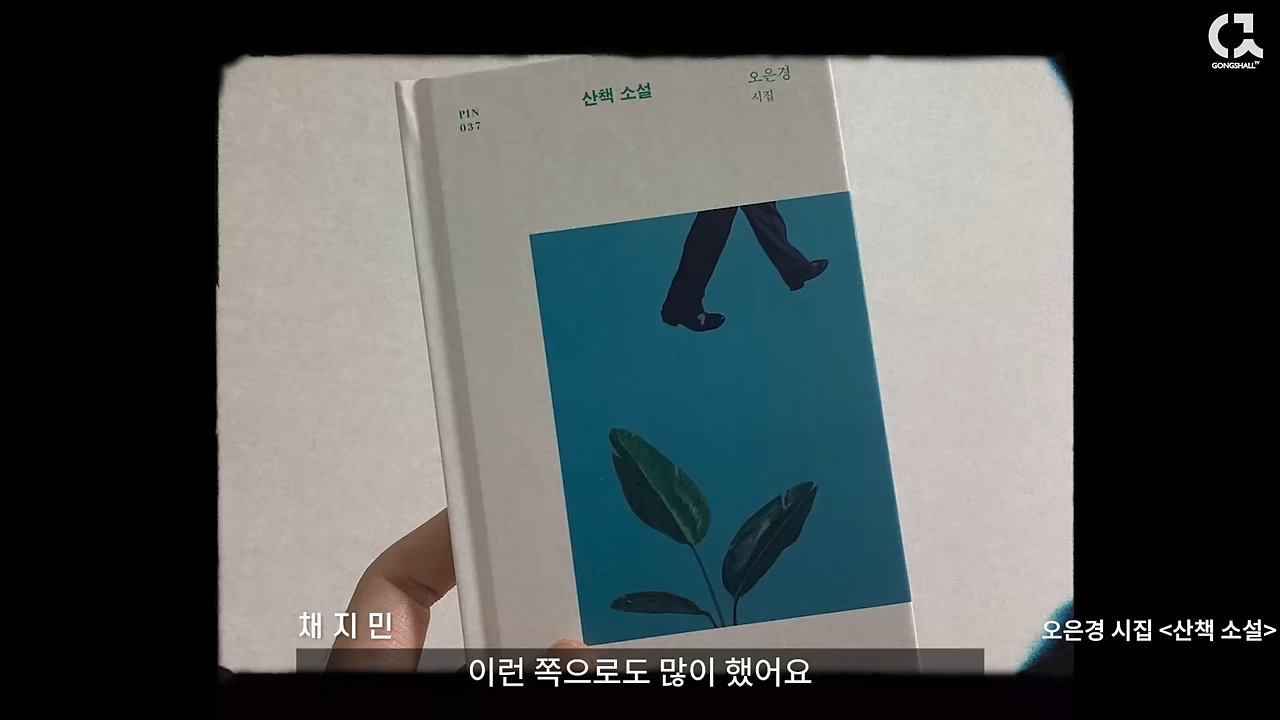 GONGSHALL TV
오은경
산책 소설
시집
PIN
037
채지민
오은경 시집 <산책 소설>
이런 쪽으로도 많이 했어요